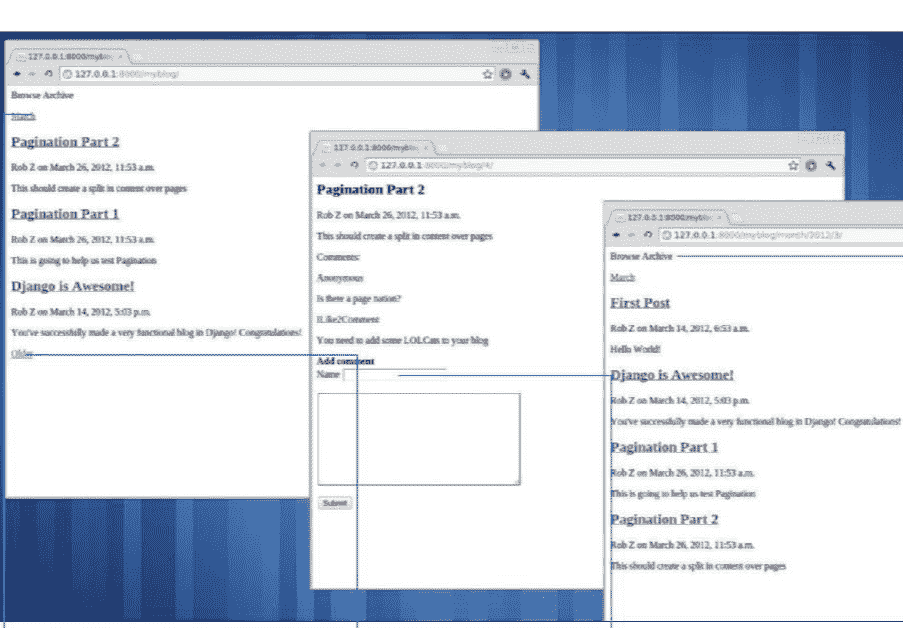 127.0.0.1:8000/myblog
127.0.0.1:8000/myblog/
Browse Archive
March
Pagination Part 2
Rob Z on March 26, 2012, 11:53 a.m.
This should create a split in content over pages
Pagination Part 1
Rob Z on March 26, 2012, 11:53 a.m.
This is going to help us test Pagination
Django is Awesome!
Rob Z on March 14, 2012, 5:03 p.m.
You've successfully made a very functional blog in Django! Congratulations!
Older
127.0.0.1:8000/myblog
127.0.0.1:8000/myblog/4/
Pagination Part 2
Rob Z on March 26, 2012, 11:53 a.m.
This should create a split in content over pages
Comments:
Anonymous
Is there a page nation?
ILike2Comment
You need to add some LOLCats to your blog
Add comment
Name
Submit
127.0.0.1:8000/myblog
127.0.0.1:8000/myblog/month/2012/3/
Browse Archive
March
First Post
Rob Z on March 14, 2012, 6:53 a.m.
Hello World!
Django is Awesome!
Rob Z on March 14, 2012, 5:03 p.m.
You've successfully made a very functional blog in Django! Congratulations!
Pagination Part 1
Rob Z on March 26, 2012, 11:53 a.m.
This is going to help us test Pagination
Pagination Part 2
Rob Z on March 26, 2012, 11:53 a.m.
This should create a split in content over pages